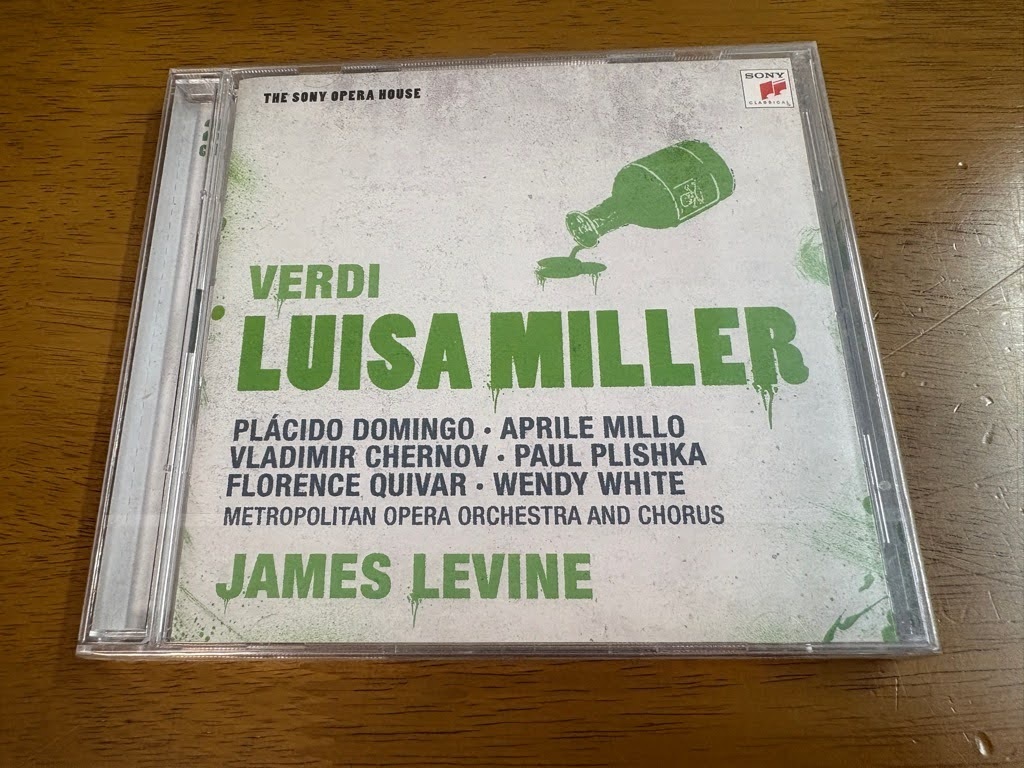 THE SONY OPERA HOUSE
SONY
CLASSICAL
VERDI
LUISA MILLER
PLÁCIDO DOMINGO · APRILE MILLO
VLADIMIR CHERNOV · PAUL PLISHKA
FLORENCE QUIVAR · WENDY WHITE
METROPOLITAN OPERA ORCHESTRA AND CHORUS
JAMES LEVINE